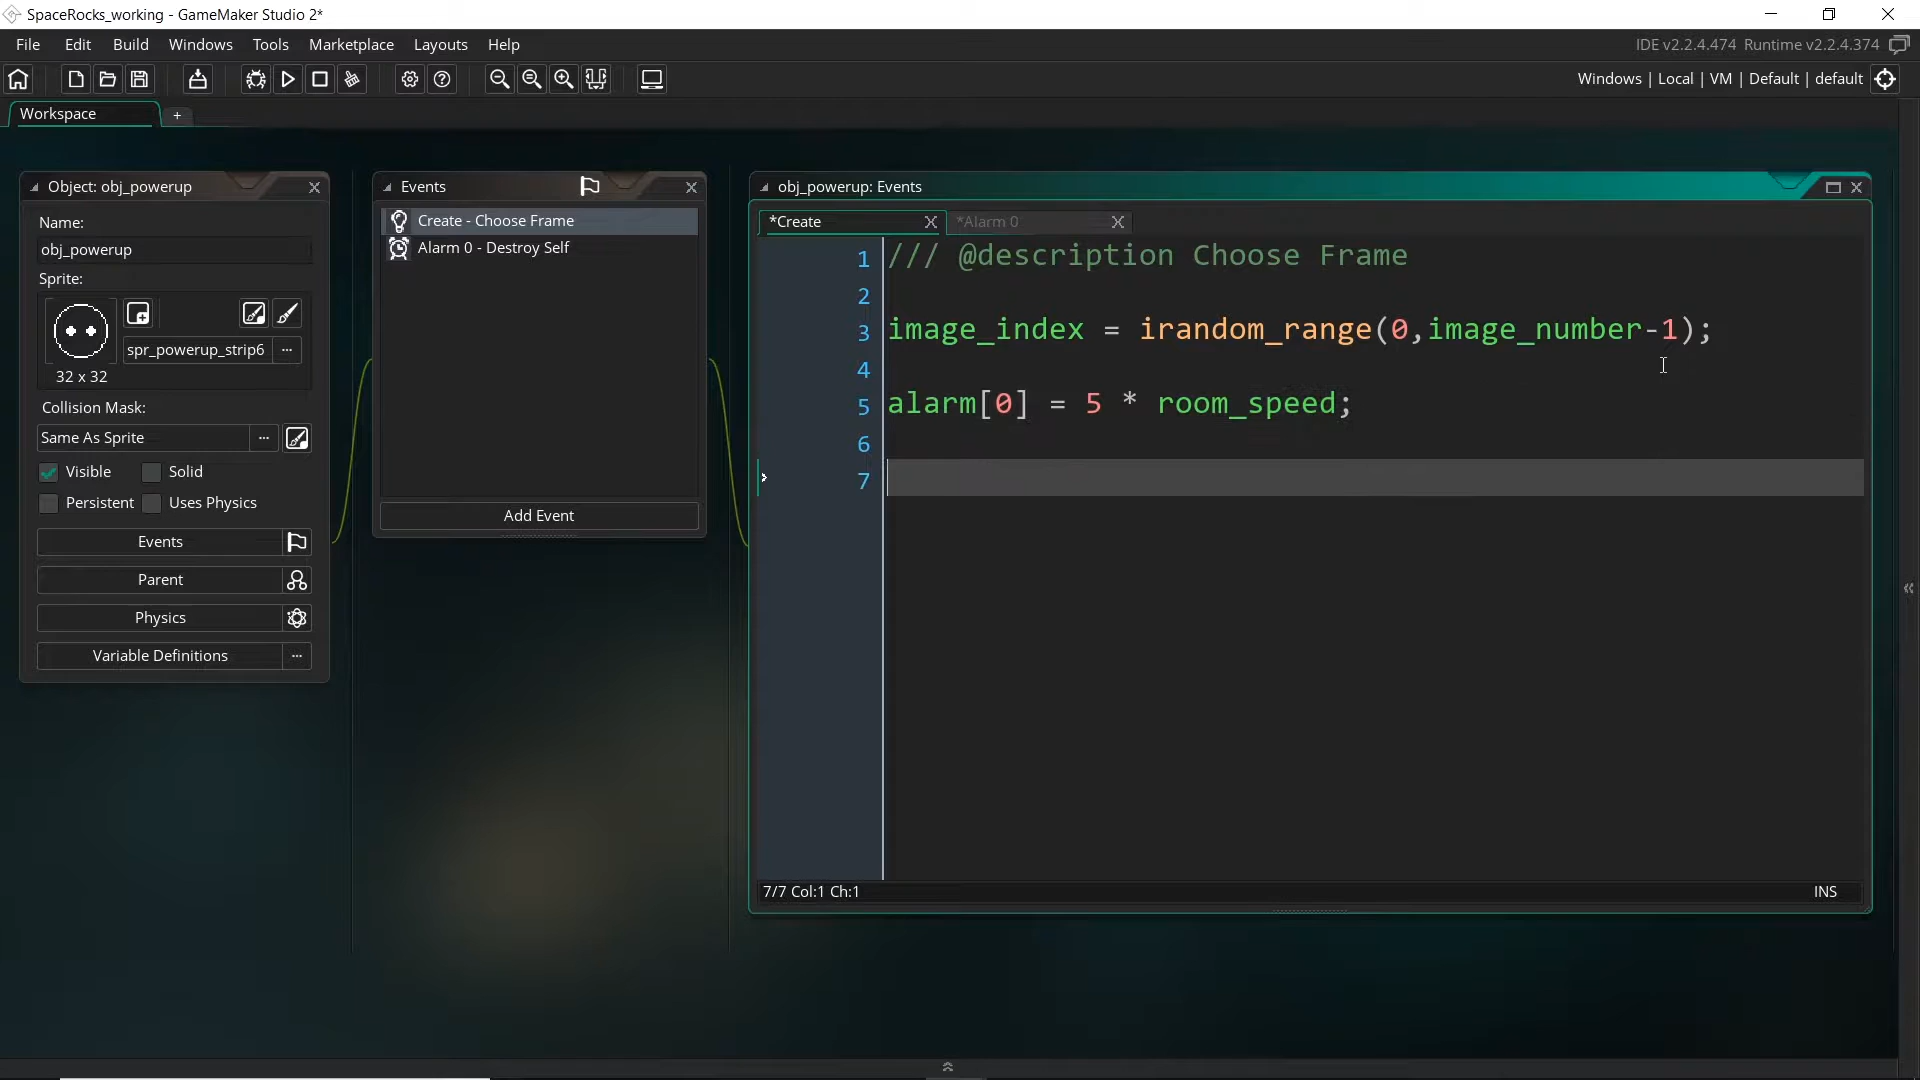 SpaceRocks_working - GameMaker Studio 2*
File Edit Build Windows Tools Marketplace Layouts Help
IDE v2.2.4.474 Runtime v2.2.4.374
Windows | Local | VM | Default | default
Workspace +
Object: obj_powerup
Name:
obj_powerup
Sprite:
spr_powerup_strip6 ...
32 x 32
Collision Mask:
Same As Sprite ...
Visible Solid
Persistent Uses Physics
Events
Parent
Physics
Variable Definitions ...
Events
Create - Choose Frame
Alarm 0 - Destroy Self
Add Event
obj_powerup: Events
*Create *Alarm 0
1 /// @description Choose Frame
2
3 image_index = irandom_range(0,image_number-1);
4
5 alarm[0] = 5 * room_speed;
6
7
7/7 Col:1 Ch:1 INS